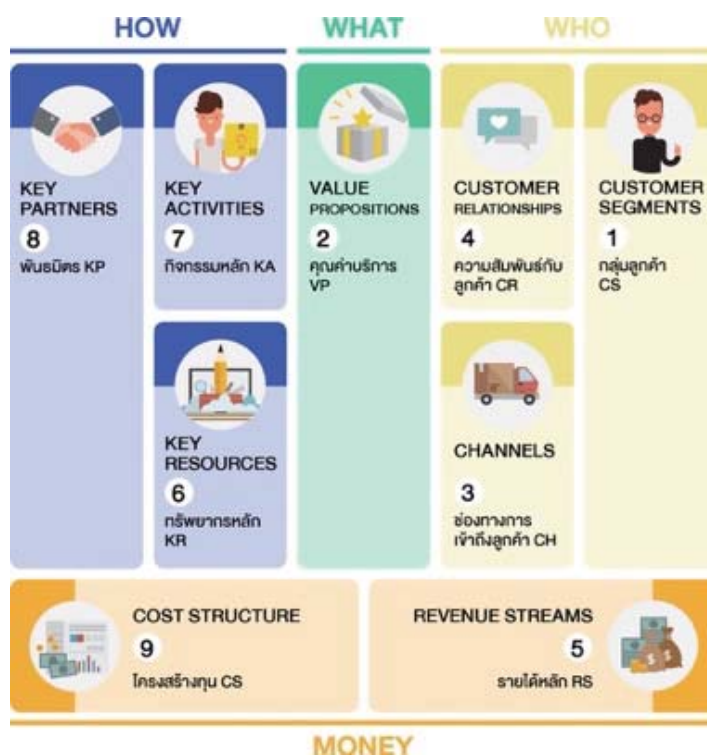 HOW
WHAT
WHO
KEY
PARTNERS
8
พันธมิตร KP
KEY
ACTIVITIES
7
กิจกรรมหลัก KA
KEY
RESOURCES
6
ทรัพยากรหลัก
KR
VALUE
PROPOSITIONS
2
คุณค่าบริการ
VP
CUSTOMER
RELATIONSHIPS
4
ความสัมพันธ์กับ
ลูกค้า CR
CHANNELS
3
ช่องทางการ
เข้าถึงลูกค้า CH
CUSTOMER
SEGMENTS
1
กลุ่มลูกค้า
CS
COST STRUCTURE
9
โครงสร้างทุน CS
REVENUE STREAMS
5
รายได้หลัก RS
MONEY